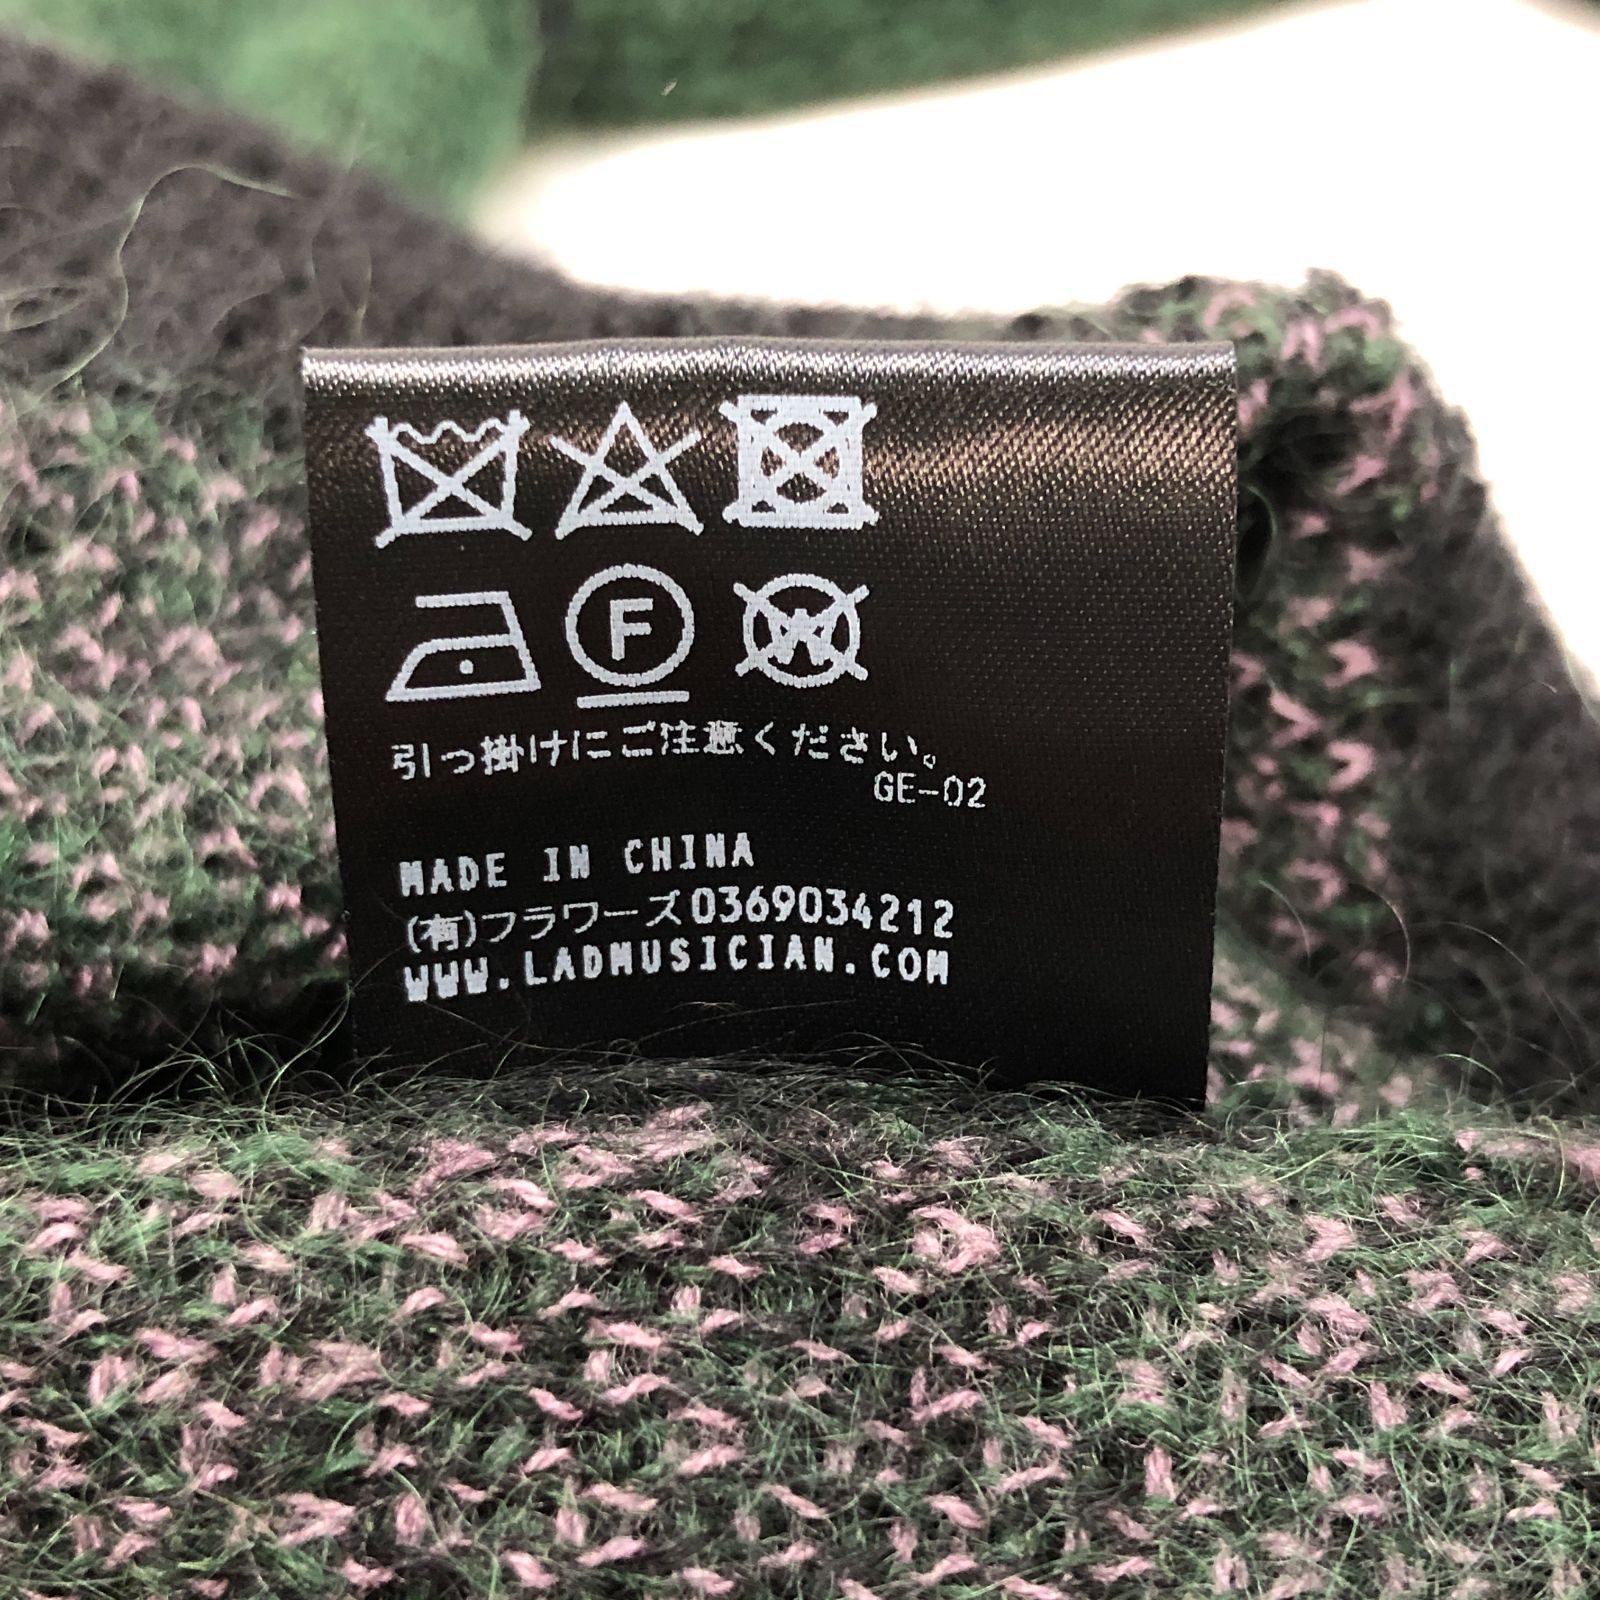 F
W
引っ掛けにご注意ください。
GE-02
MADE IN CHINA
(有)フラワーズ0369034212
WWW.LADMUSICIAN.COM